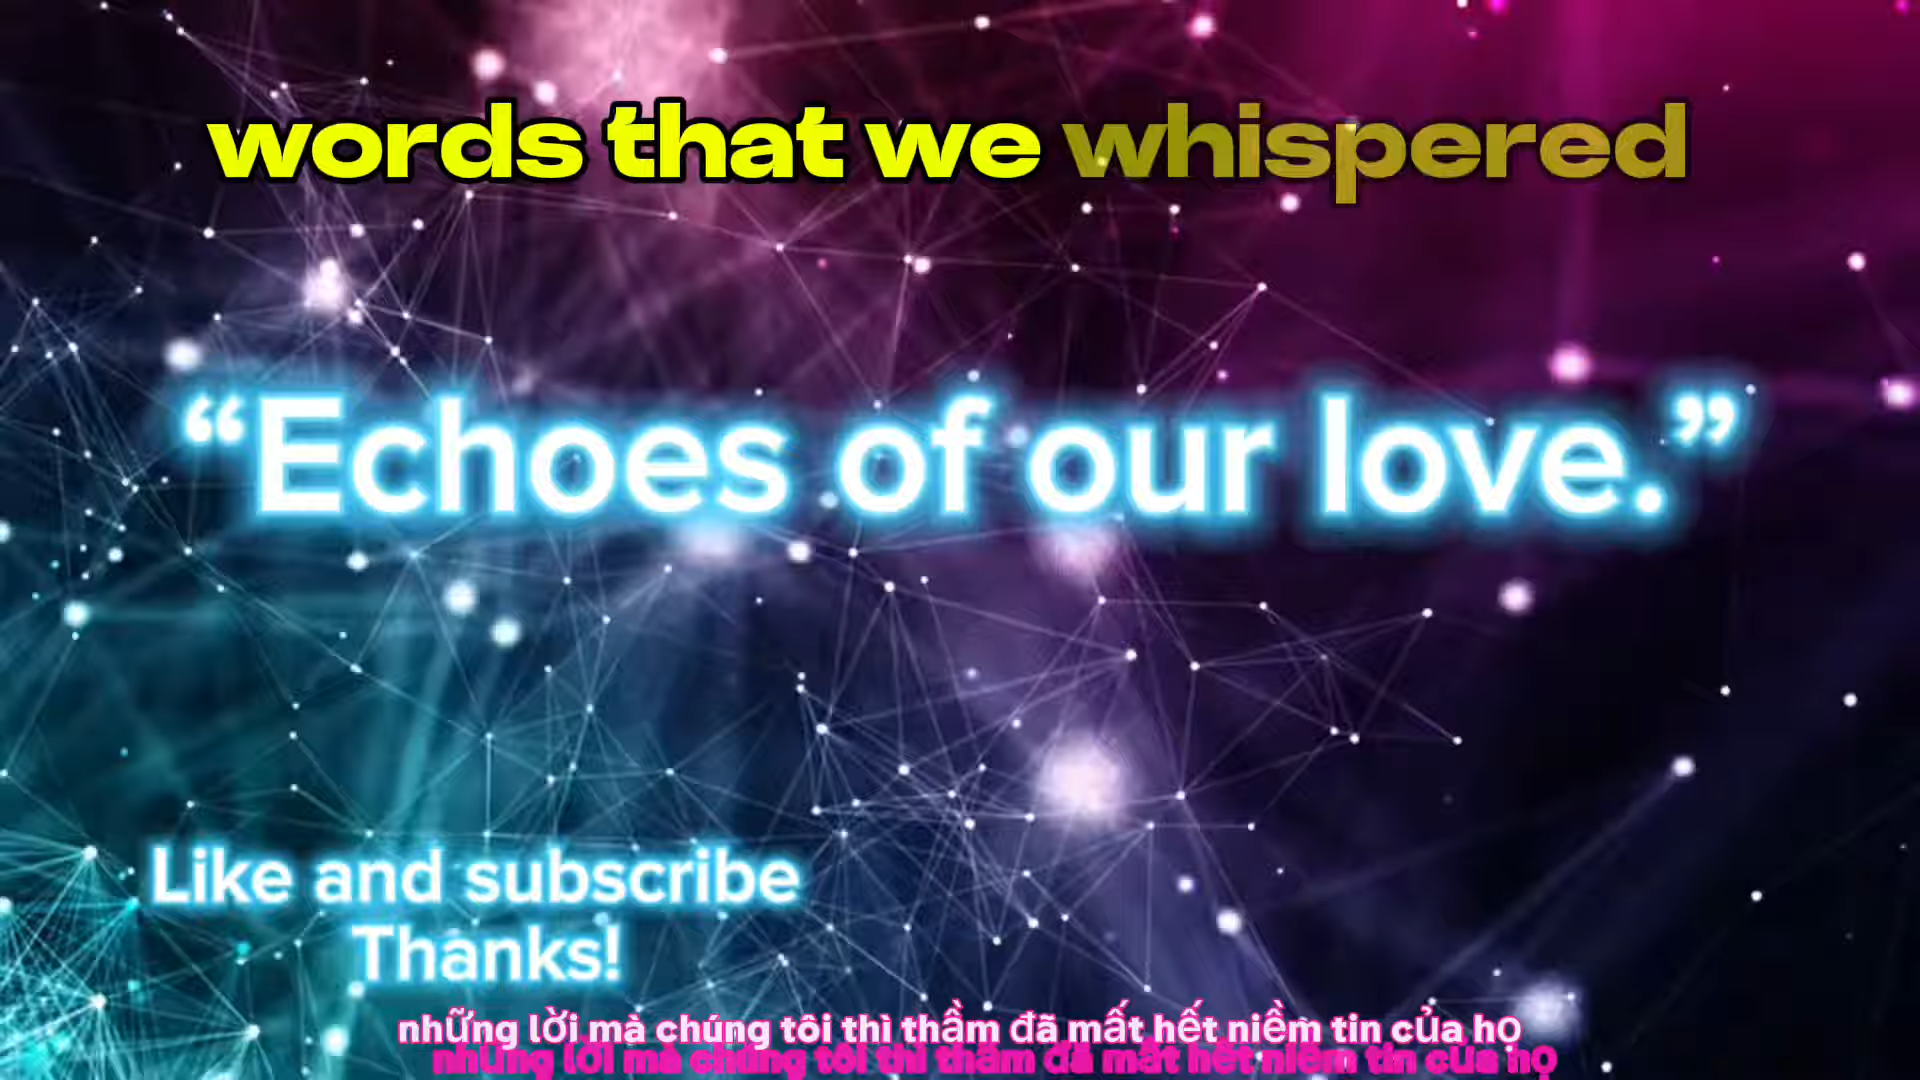 words that we whispered
“Echoes of our love.”
Like and subscribe
Thanks!
những lời mà chúng tôi thì thầm đã mất hết niềm tin của họ
những lời mà chúng tôi thì thầm đã mất hết niềm tin của họ